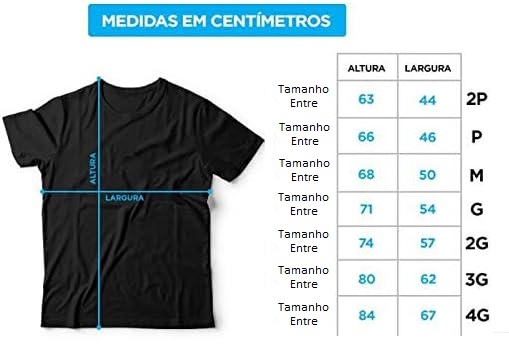 MEDIDAS EM CENTÍMETROS
ALTURA LARGURA
Tamanho
Entre 63 44 2P
Tamanho
Entre 66 46 P
Tamanho
Entre 68 50 M
Tamanho
Entre 71 54 G
Tamanho
Entre 74 57 2G
Tamanho
Entre 80 62 3G
Tamanho
Entre 84 67 4G
ALTURA
LARGURA